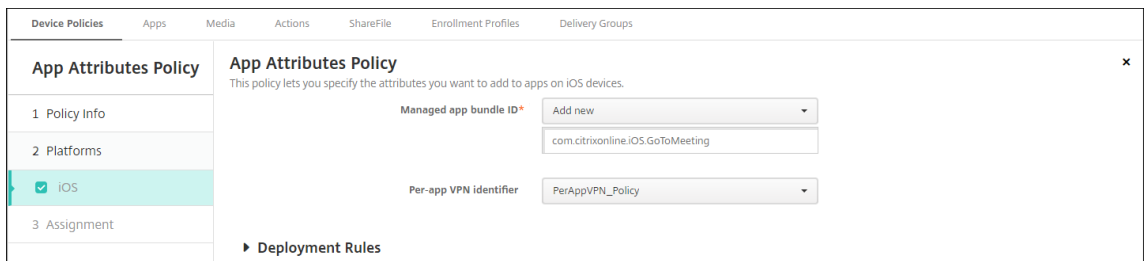 Device Policies Apps Media Actions ShareFile Enrollment Profiles Delivery Groups
App Attributes Policy
1 Policy Info
2 Platforms
iOS
3 Assignment
App Attributes Policy
This policy lets you specify the attributes you want to add to apps on iOS devices.
Managed app bundle ID* Add new
com.citrixonline.iOS.GoToMeeting
Per-app VPN identifier PerAppVPN_Policy
Deployment Rules